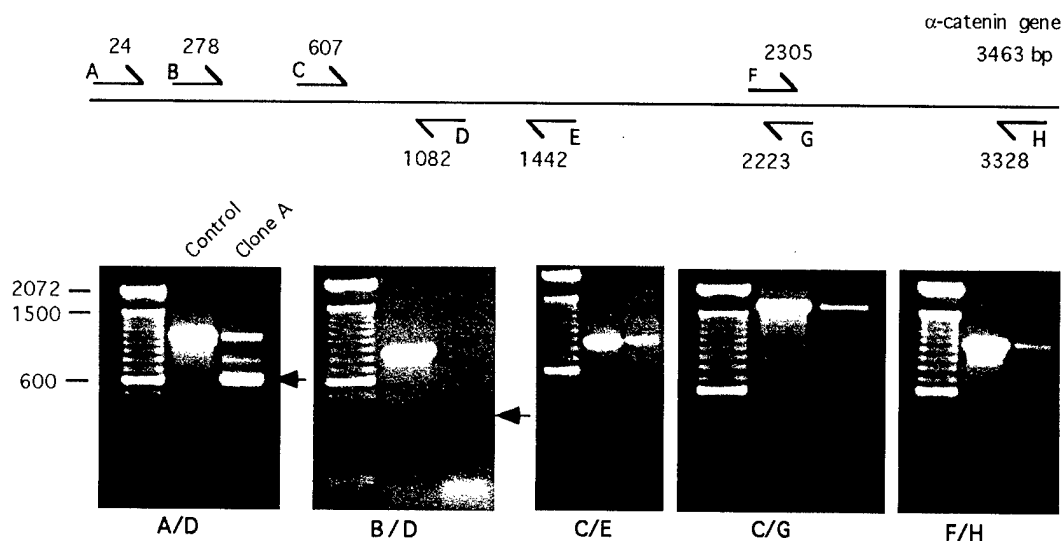 α-catenin gene
3463 bp
24
278
607
2305
A
B
C
F
D
E
G
H
1082
1442
2223
3328
Control
Clone A
2072
1500
600
A/D
B/D
C/E
C/G
F/H